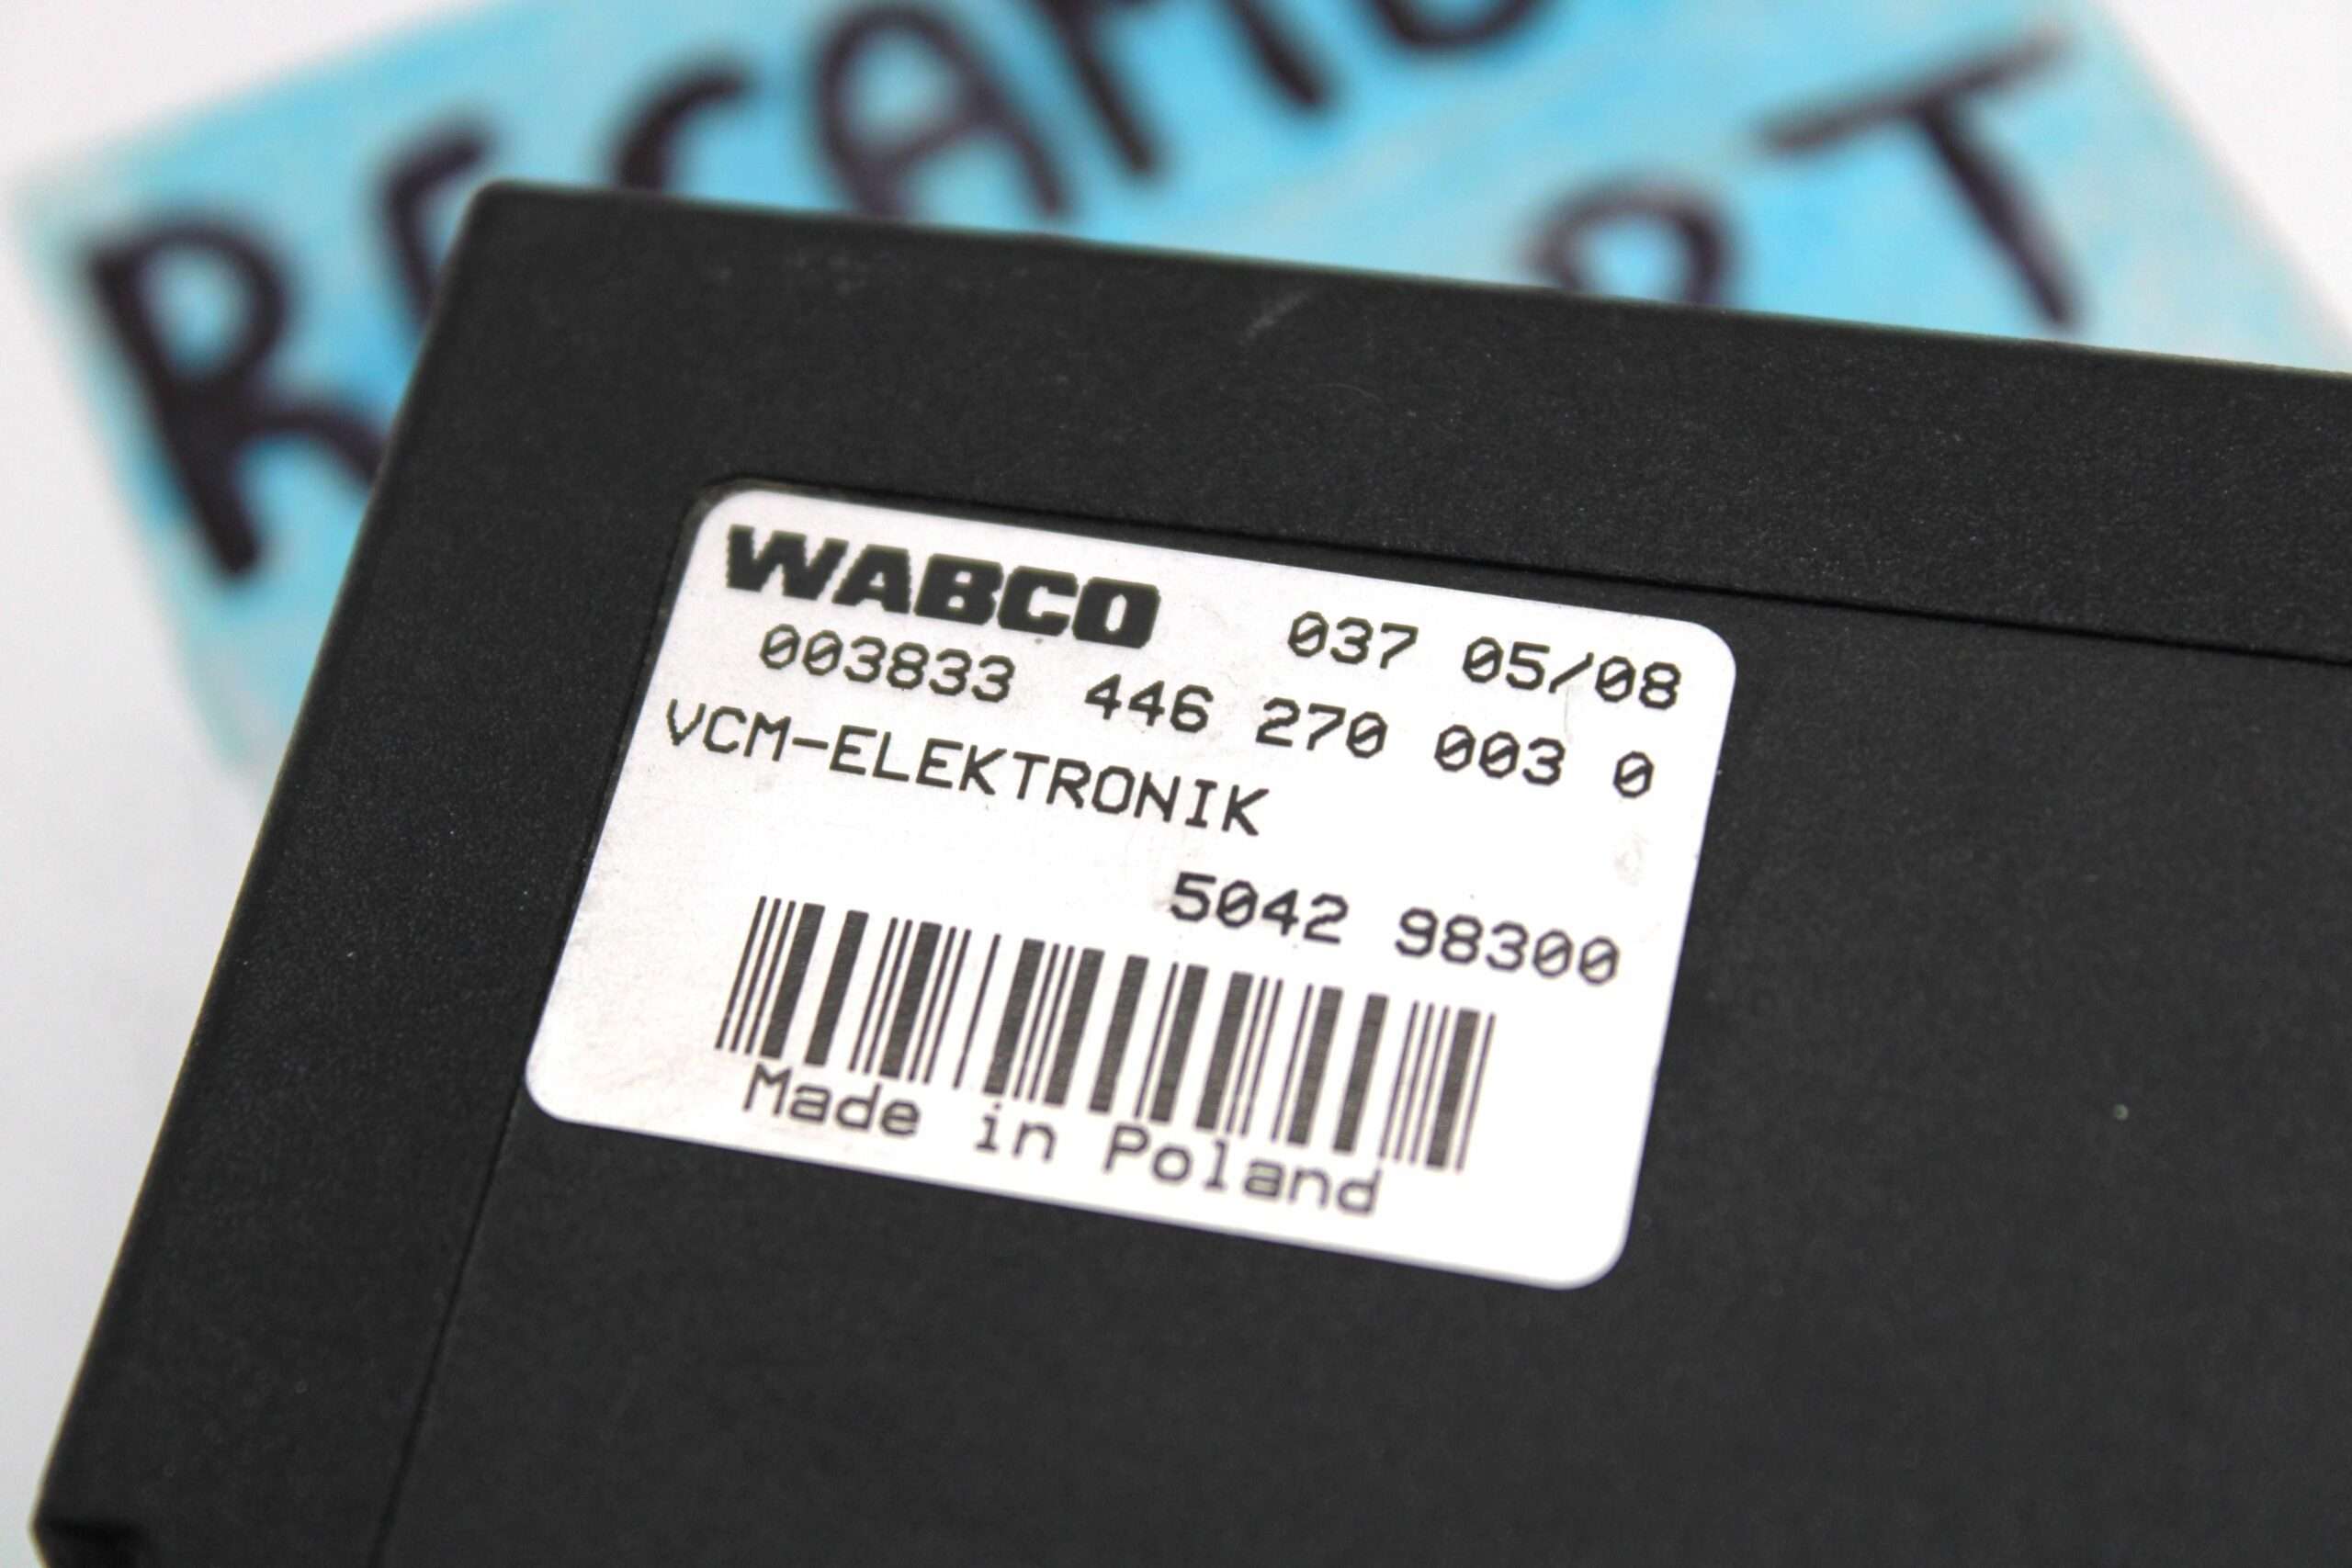 WABCO 037 05/08
003833 446 270 003 0
VCM-ELEKTRONIK
5042 98300
Made in Poland